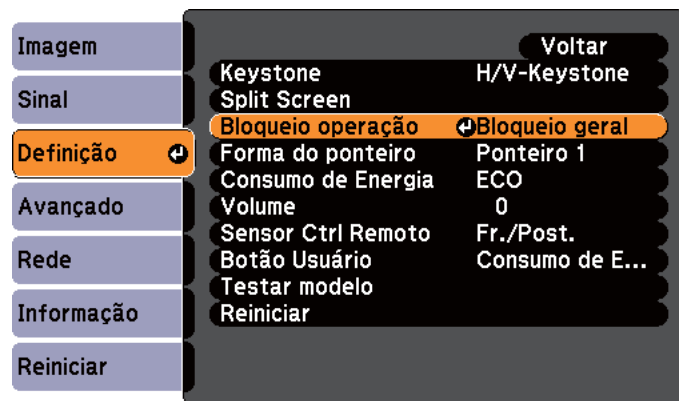 Imagem
Sinal
Definição
Avançado
Rede
Informação
Reiniciar
Voltar
Keystone H/V-Keystone
Split Screen
Bloqueio operação Bloqueio geral
Forma do ponteiro Ponteiro 1
Consumo de Energia ECO
Volume 0
Sensor Ctrl Remoto Fr./Post.
Botão Usuário Consumo de E...
Testar modelo
Reiniciar